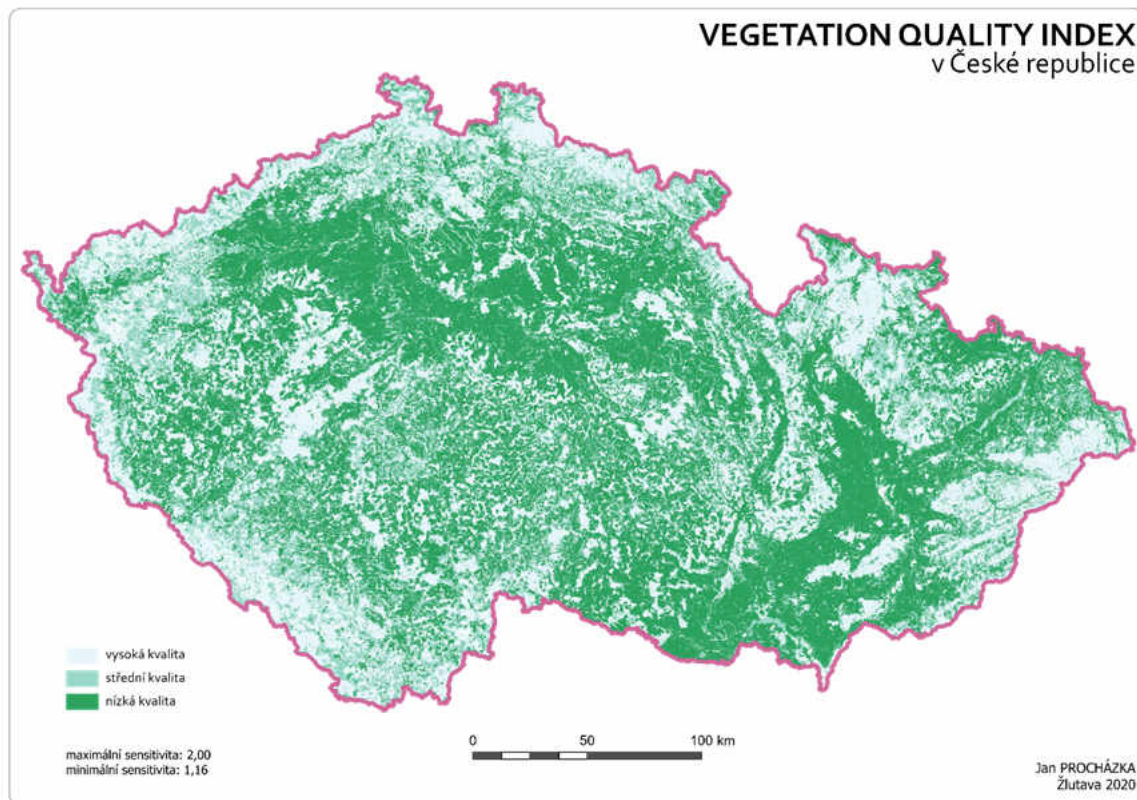 VEGETATION QUALITY INDEX
v České republice
vysoká kvalita
střední kvalita
nízká kvalita
maximální sensitivita: 2,00
minimální sensitivita: 1,16
0 50 100 km
Jan PROCHÁZKA
Žlutava 2020